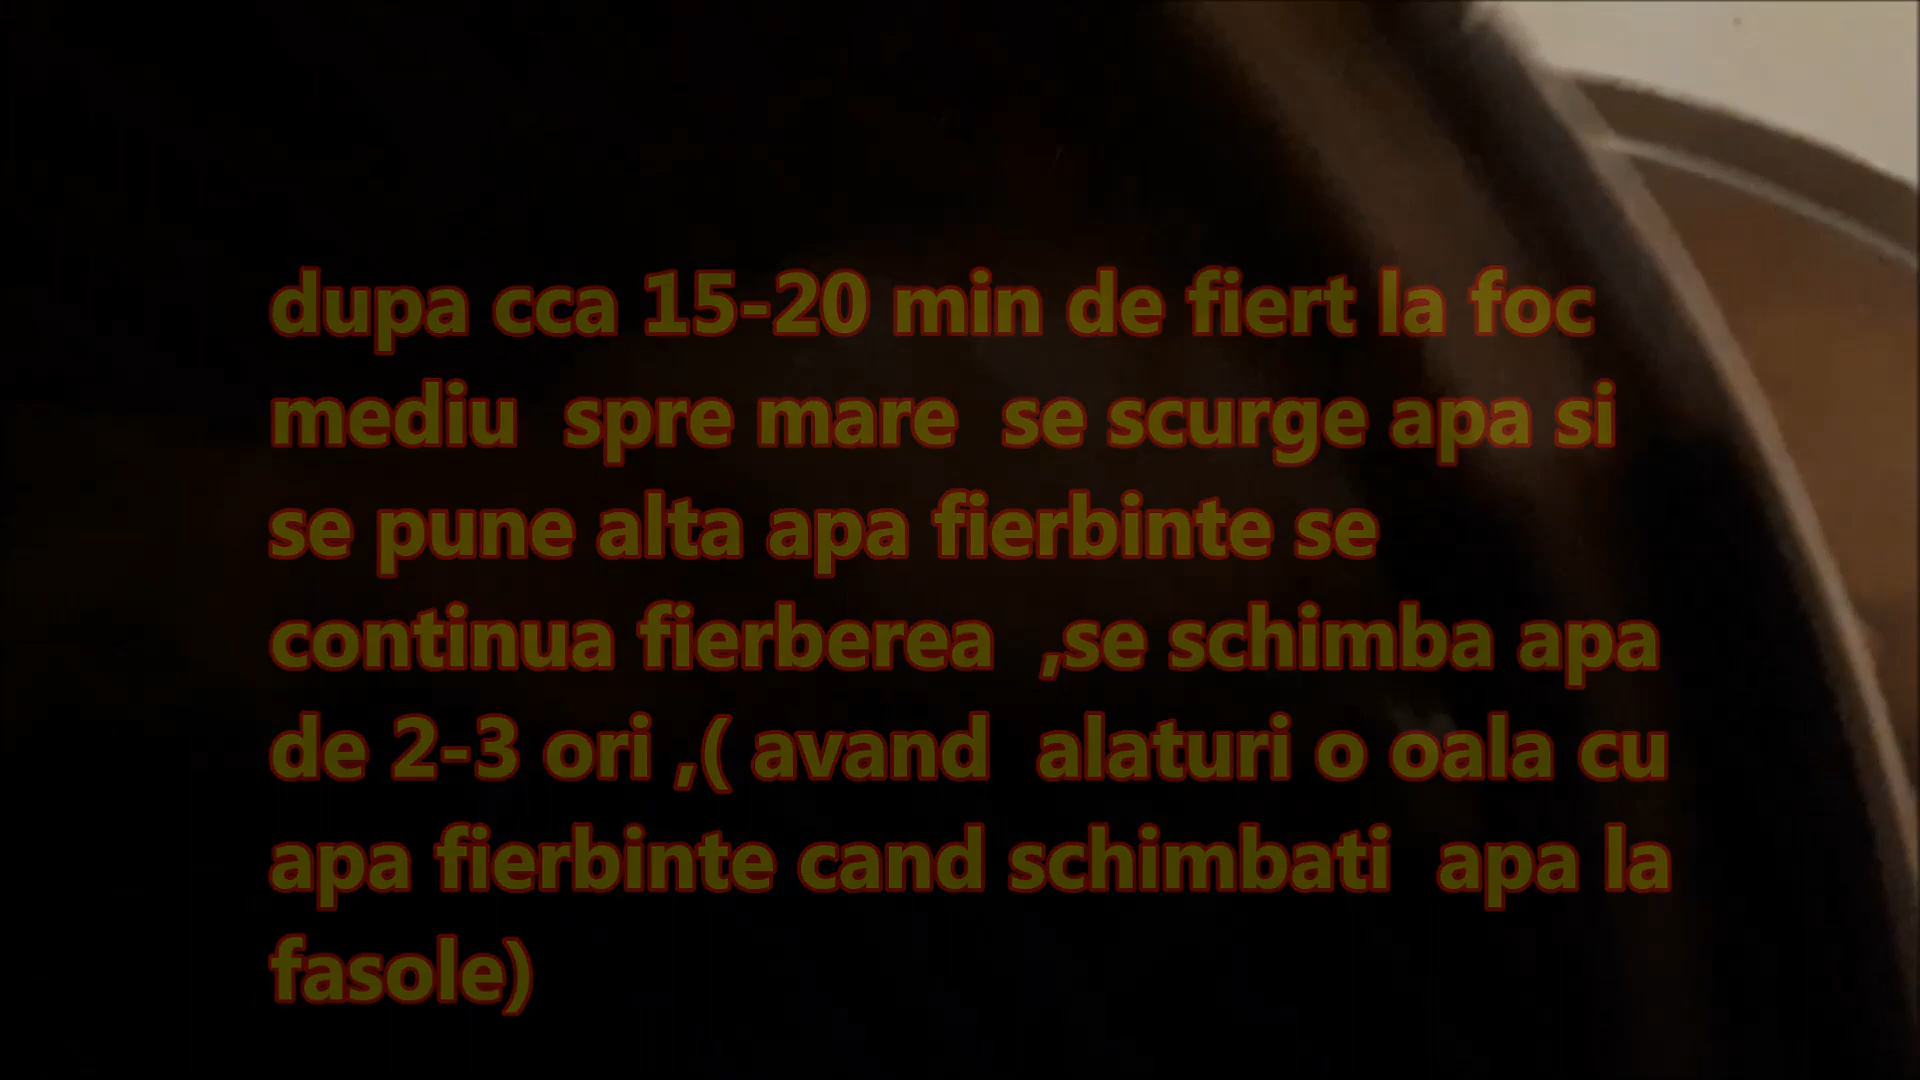 dupa cca 15-20 min de fiert la foc
mediu  spre mare  se scurge apa si
se pune alta apa fierbinte se
continua fierberea  ,se schimba apa
de 2-3 ori ,( avand  alaturi o oala cu
apa fierbinte cand schimbati  apa la
fasole)